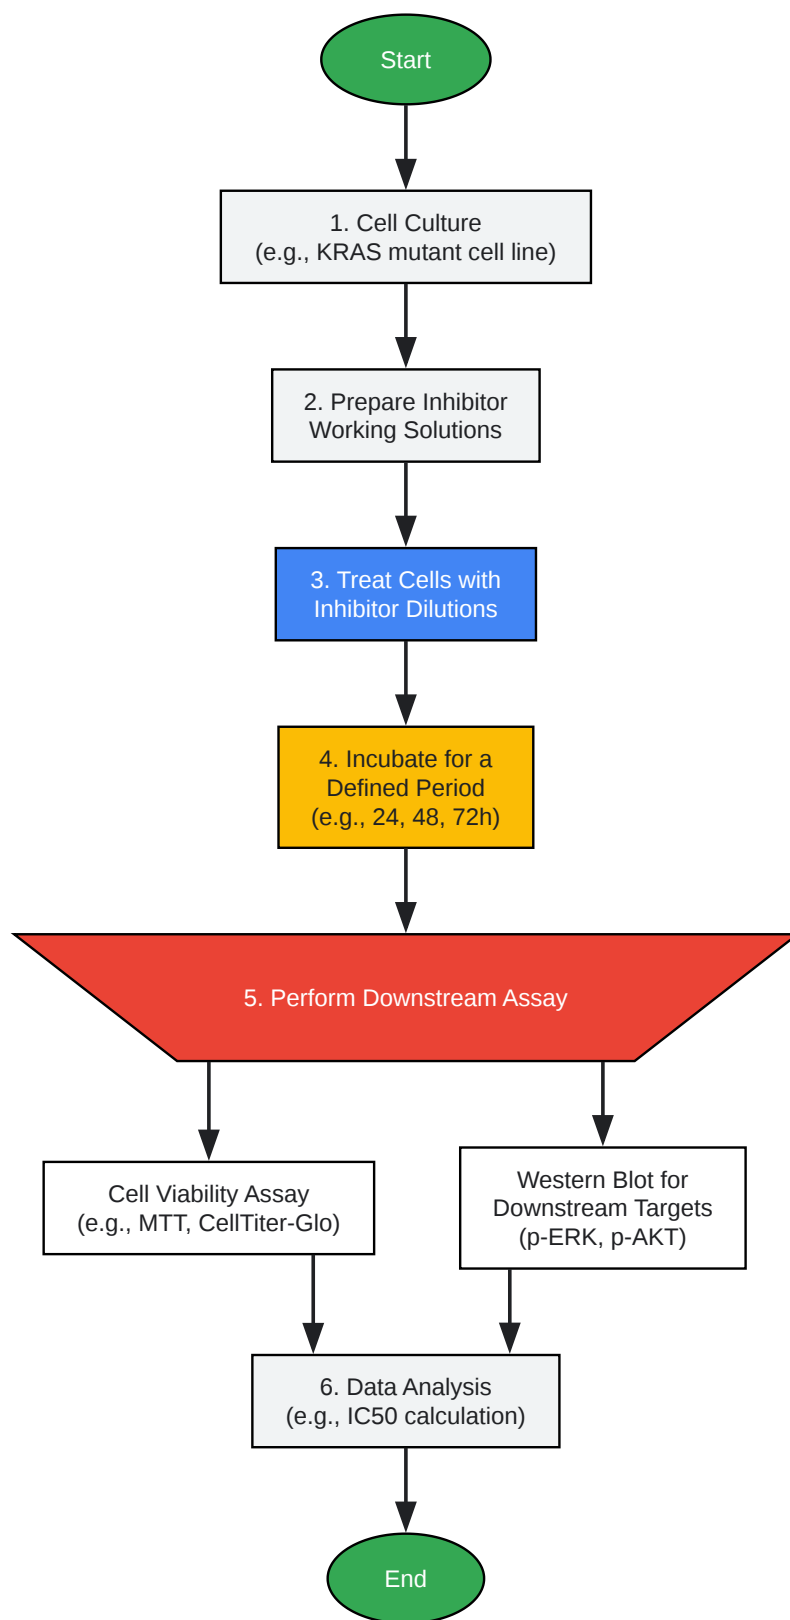 Start
1. Cell Culture
(e.g., KRAS mutant cell line)
2. Prepare Inhibitor
Working Solutions
3. Treat Cells with
Inhibitor Dilutions
4. Incubate for a
Defined Period
(e.g., 24, 48, 72h)
5. Perform Downstream Assay
Cell Viability Assay
(e.g., MTT, CellTiter-Glo)
Western Blot for
Downstream Targets
(p-ERK, p-AKT)
6. Data Analysis
(e.g., IC50 calculation)
End